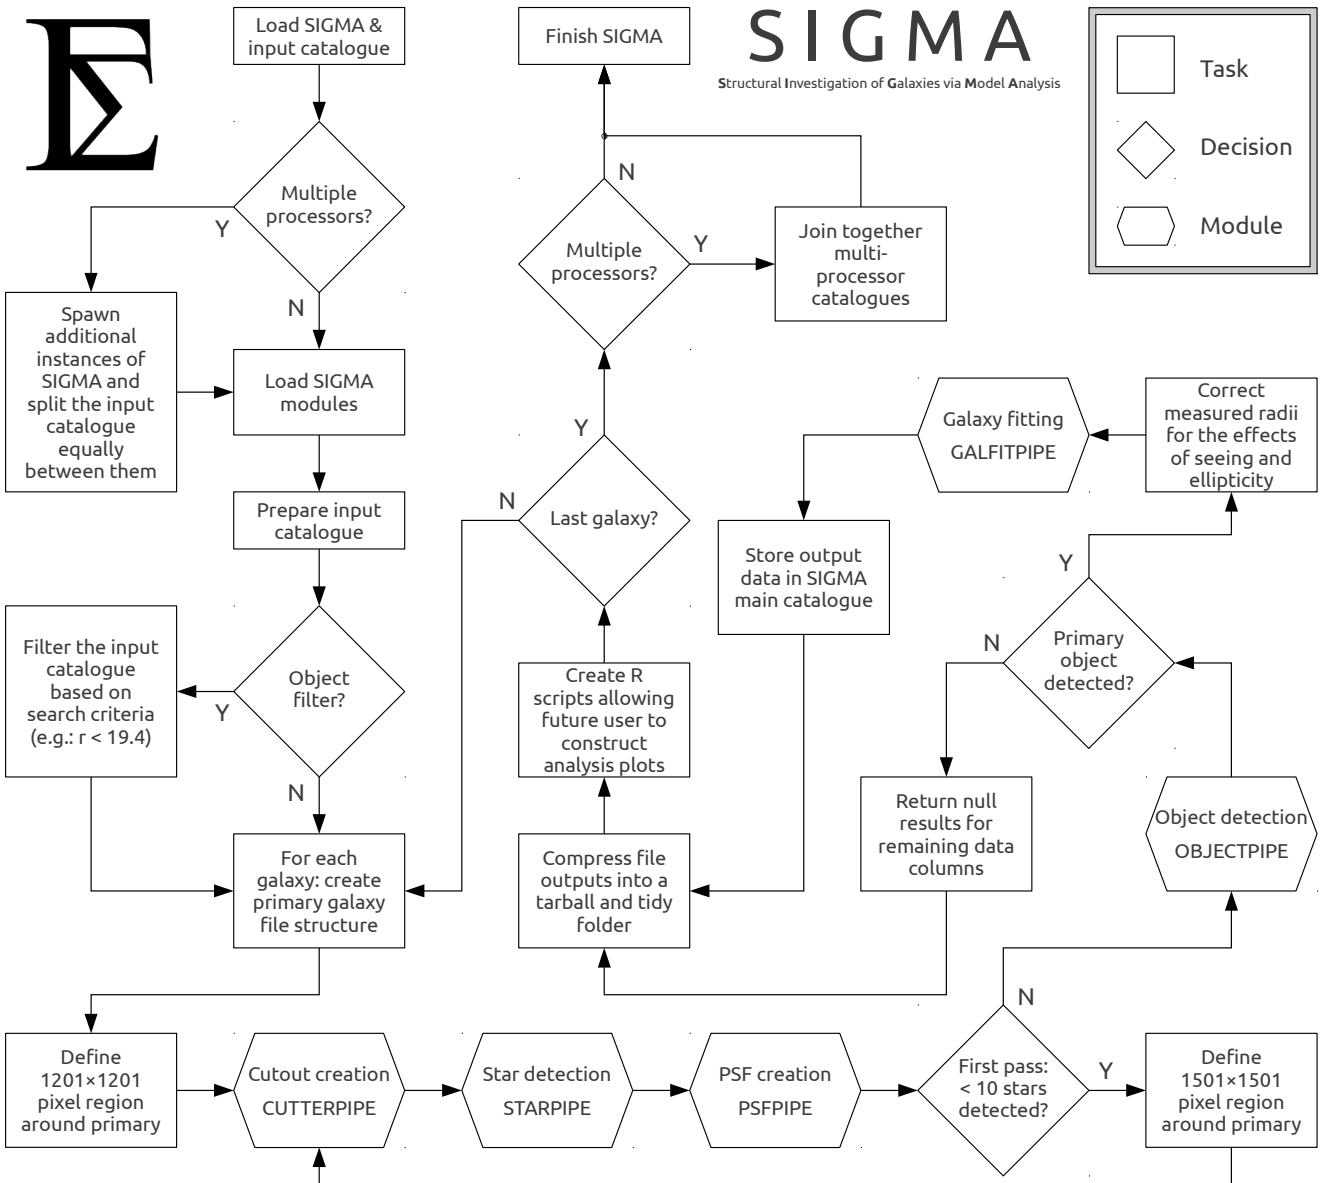 Load SIGMA &
input catalogue
Finish SIGMA
SIGMA
Structural Investigation of Galaxies via Model Analysis
Task
Decision
Module
Multiple
processors?
Y
N
Spawn
additional
instances of
SIGMA and
split the input
catalogue
equally
between them
Load SIGMA
modules
Prepare input
catalogue
Object
filter?
Y
N
Filter the input
catalogue
based on
search criteria
(e.g.: r < 19.4)
For each
galaxy: create
primary galaxy
file structure
Define
1201×1201
pixel region
around primary
Cutout creation
CUTTERPIPE
Star detection
STARPIPE
PSF creation
PSFPIPE
First pass:
< 10 stars
detected?
Y
N
Define
1501×1501
pixel region
around primary
Object detection
OBJECTPIPE
Primary
object
detected?
Y
N
Correct
measured radii
for the effects
of seeing and
ellipticity
Galaxy fitting
GALFITPIPE
Store output
data in SIGMA
main catalogue
Return null
results for
remaining data
columns
Compress file
outputs into a
tarball and tidy
folder
Create R
scripts allowing
future user to
construct
analysis plots
Last galaxy?
N
Y
Multiple
processors?
N
Y
Join together
multi-
processor
catalogues